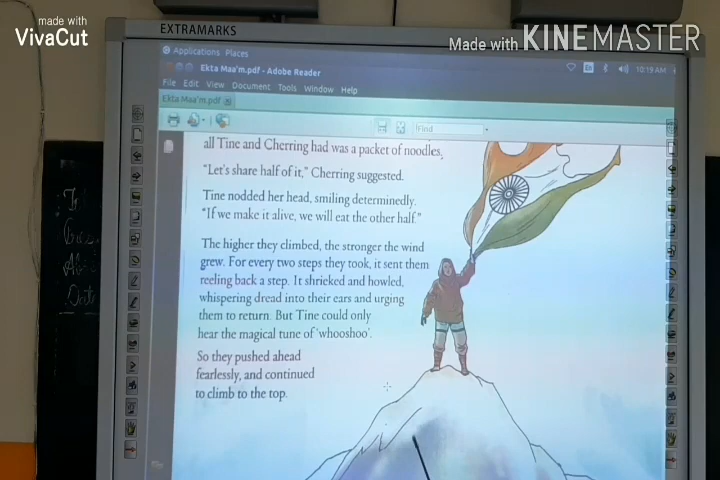 made with
VivaCut
Made with KINEMASTER
EXTRAMARKS
Applications Places
Ekta Maa'm.pdf - Adobe Reader
10:19 AM
File Edit View Document Tools Window Help
Ekta Maa'm.pdf
Find
all Tine and Cherring had was a packet of noodles.
"Let's share half of it," Cherring suggested.
Tine nodded her head, smiling determinedly.
"If we make it alive, we will eat the other half."
The higher they climbed, the stronger the wind
grew. For every two steps they took, it sent them
reeling back a step. It shrieked and howled,
whispering dread into their ears and urging
them to return. But Tine could only
hear the magical tune of 'whooshoo'.
So they pushed ahead
fearlessly, and continued
to climb to the top.